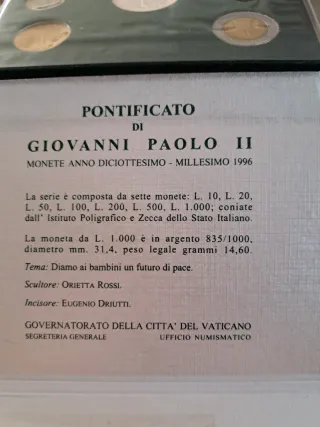 PONTIFICATO
DI
GIOVANNI PAOLO II
MONETE ANNO DICIOTTESIMO - MILLESIMO 1996
La serie è composta da sette monete: L. 10, L. 20,
L. 50, L. 100, L. 200, L. 500, L. 1.000; coniate
dall' Istituto Poligrafico e Zecca dello Stato Italiano.
La moneta da L. 1.000 è in argento 835/1000,
diametro mm. 31,4, peso legale grammi 14,60.
Tema: Diamo ai bambini un futuro di pace.
Scultore: ORIETTA ROSSI.
Incisore: EUGENIO DRIUTTI.
GOVERNATORATO DELLA CITTA' DEL VATICANO
SEGRETERIA GENERALE UFFICIO NUMISMATICO